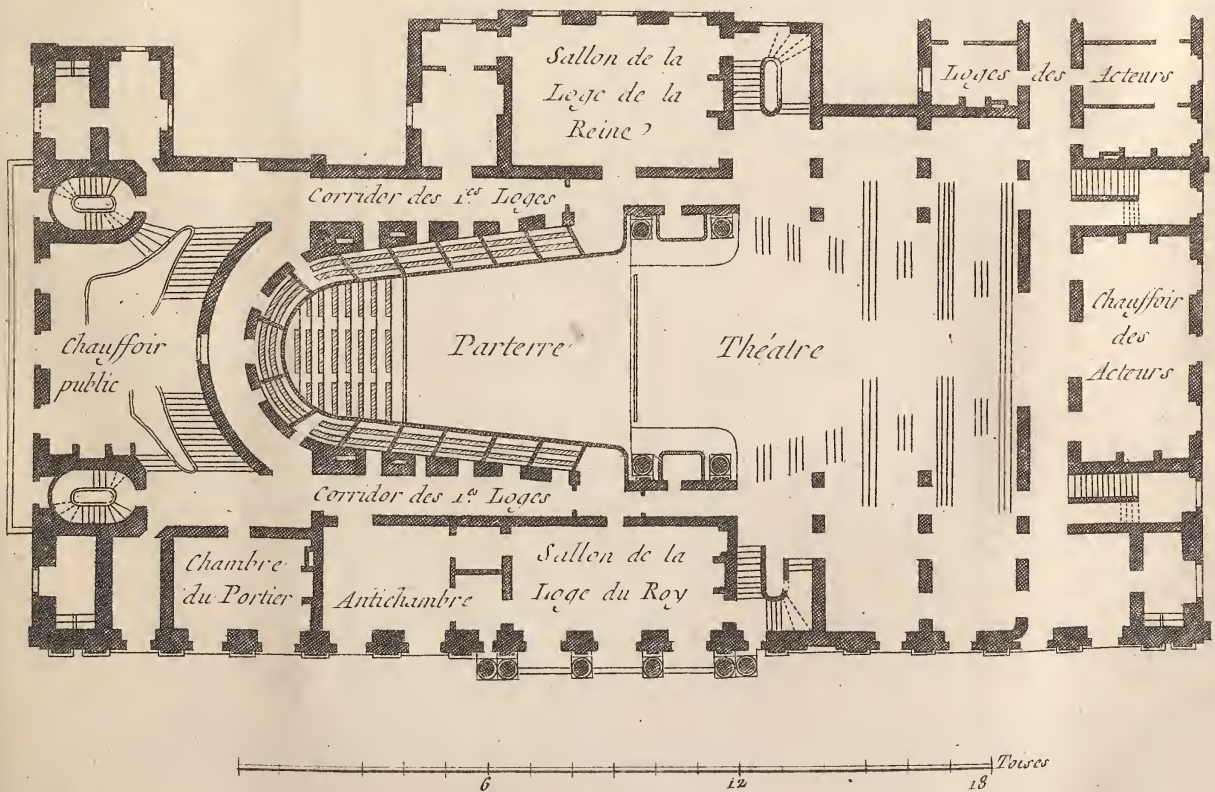 Sallon de la
Loge de la
Reine
Loges des Acteurs
Corridor des 1.es Loges
Chauffoir
public
Parterre
Théatre
Chauffoir
des
Acteurs
Corridor des 1.es Loges
Chambre
du Portier
Antichambre
Sallon de la
Loge du Roy
Toises
6
12
18